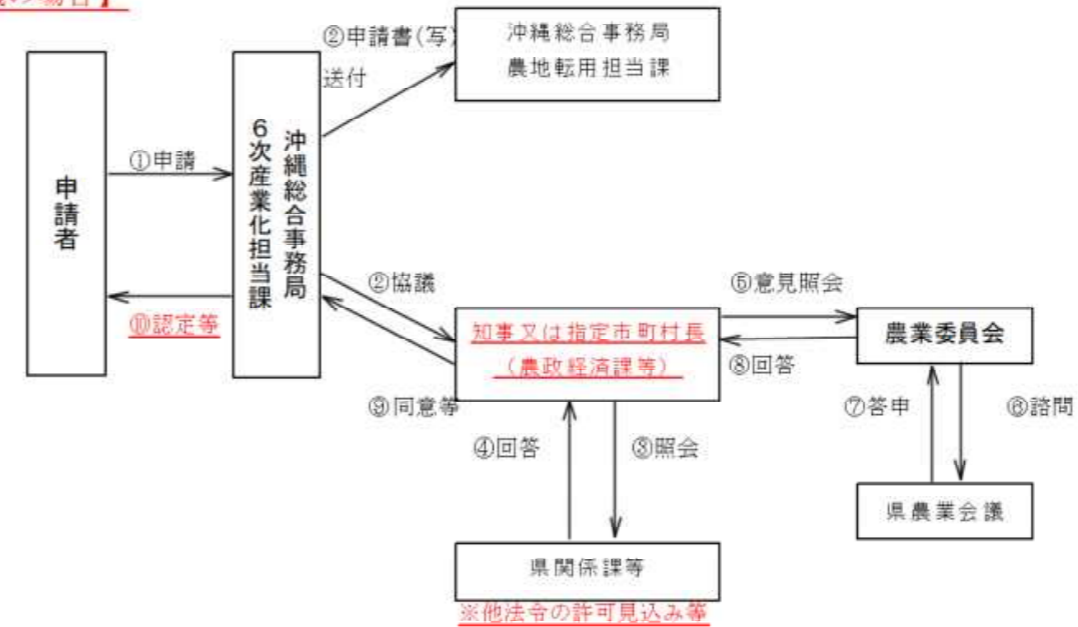 の場合】
②申請書(写)
送付
沖縄総合事務局
農地転用担当課
申請者
①申請
沖縄総合事務局
6次産業化担当課
⑩認定等
②協議
⑨同意等
知事又は指定市町村長
（農政経済課等）
⑤意見照会
⑧回答
農業委員会
⑦答申
⑥諮問
県農業会議
④回答
③照会
県関係課等
※他法令の許可見込み等